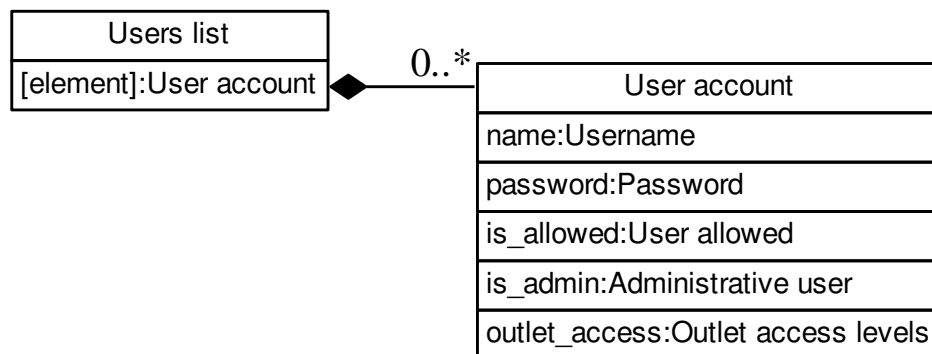 Users list
[element]:User account
0..*
User account
name:Username
password:Password
is_allowed:User allowed
is_admin:Administrative user
outlet_access:Outlet access levels